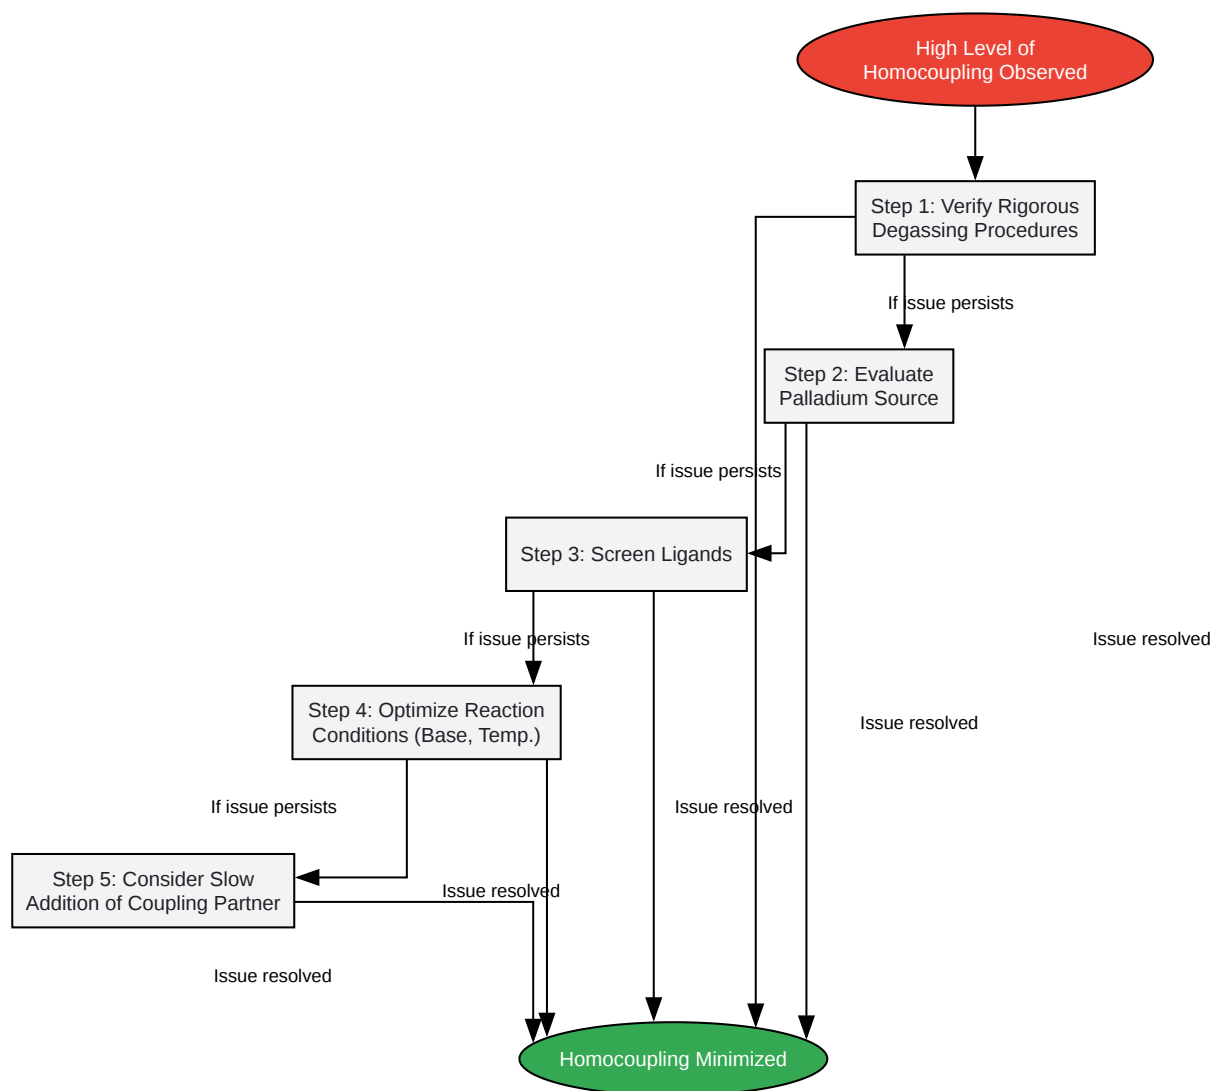 High Level of
Homocoupling Observed
Step 1: Verify Rigorous
Degassing Procedures
If issue persists
Step 2: Evaluate
Palladium Source
If issue persists
Step 3: Screen Ligands
If issue persists
Issue resolved
Step 4: Optimize Reaction
Conditions (Base, Temp.)
Issue resolved
If issue persists
Issue resolved
Step 5: Consider Slow
Addition of Coupling Partner
Issue resolved
Issue resolved
Homocoupling Minimized